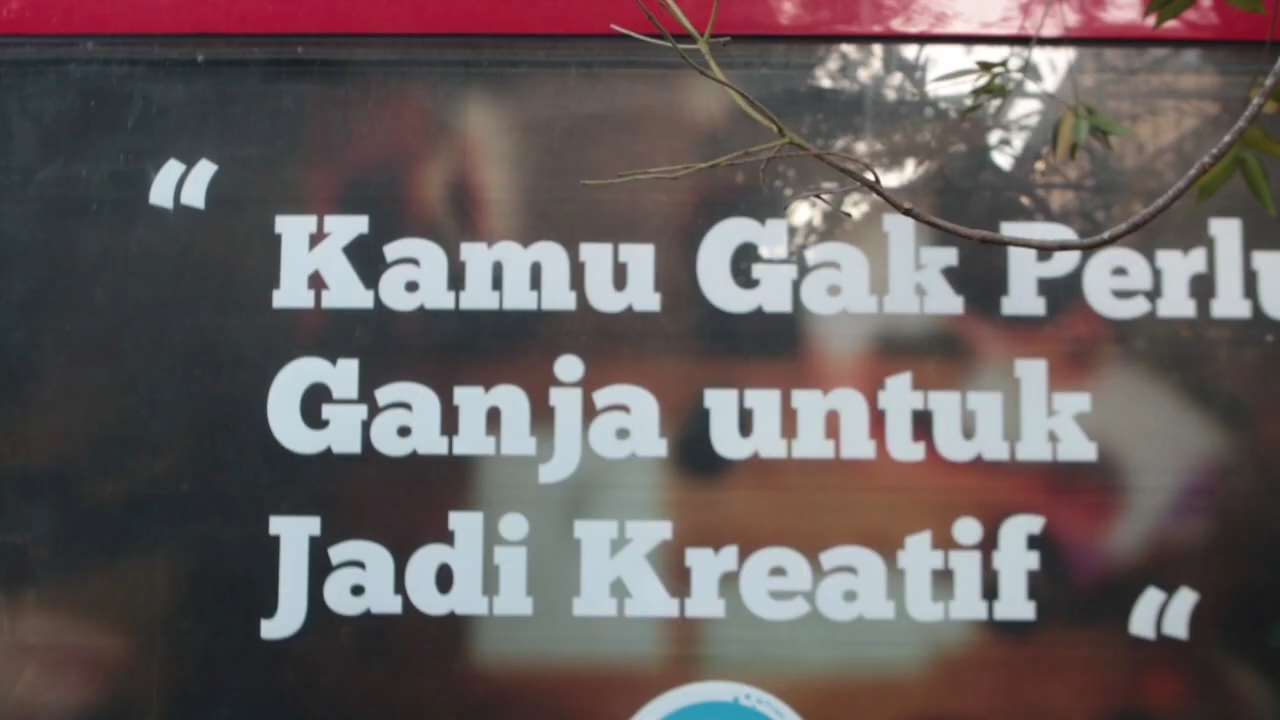 “ Kamu Gak Perlu
Ganja untuk
Jadi Kreatif “